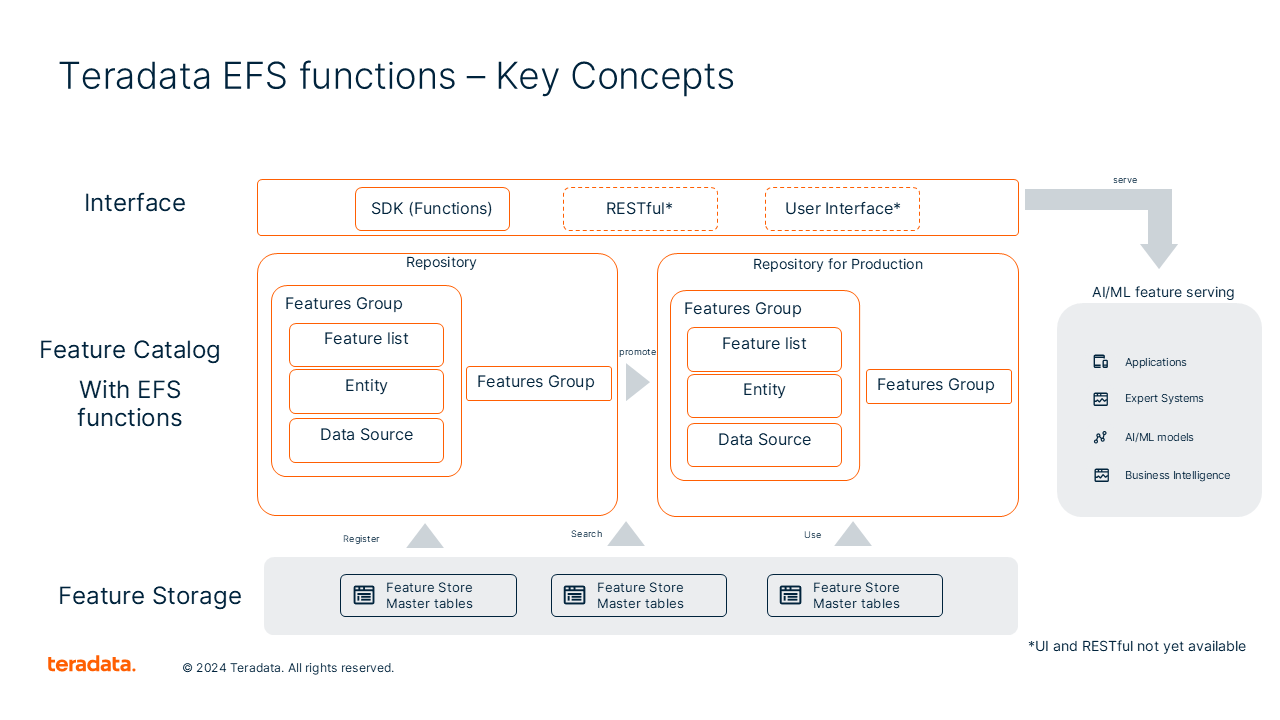 Teradata EFS functions – Key Concepts
serve
Interface
SDK (Functions)
RESTful*
User Interface*
Repository
Repository for Production
AI/ML feature serving
Features Group
Feature list
Entity
Data Source
Features Group
promote
Features Group
Feature list
Entity
Data Source
Features Group
Feature Catalog
With EFS
functions
Applications
Expert Systems
AI/ML models
Business Intelligence
Register
Search
Use
Feature Storage
Feature Store
Master tables
Feature Store
Master tables
Feature Store
Master tables
*UI and RESTful not yet available
teradata.
© 2024 Teradata. All rights reserved.